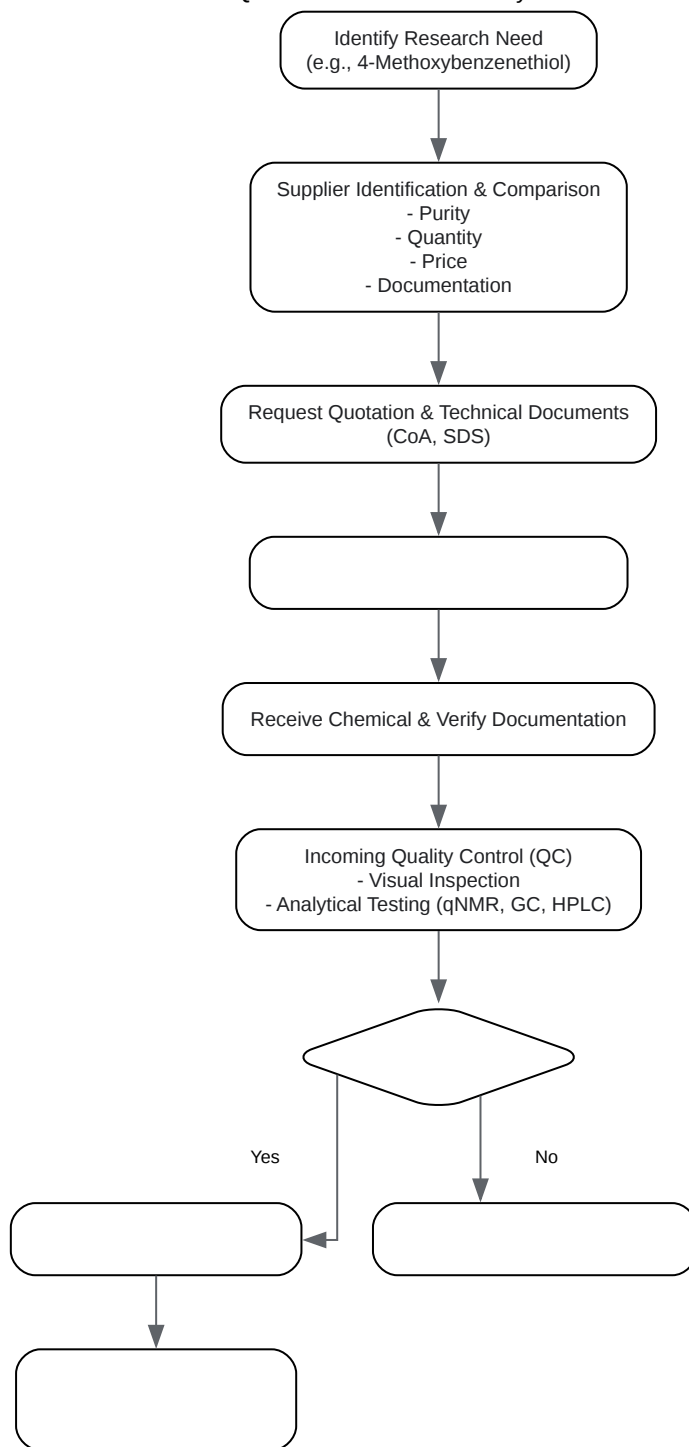 Identify Research Need
(e.g., 4-Methoxybenzenethiol)
Supplier Identification & Comparison
- Purity
- Quantity
- Price
- Documentation
Request Quotation & Technical Documents
(CoA, SDS)
Receive Chemical & Verify Documentation
Incoming Quality Control (QC)
- Visual Inspection
- Analytical Testing (qNMR, GC, HPLC)
Yes
No